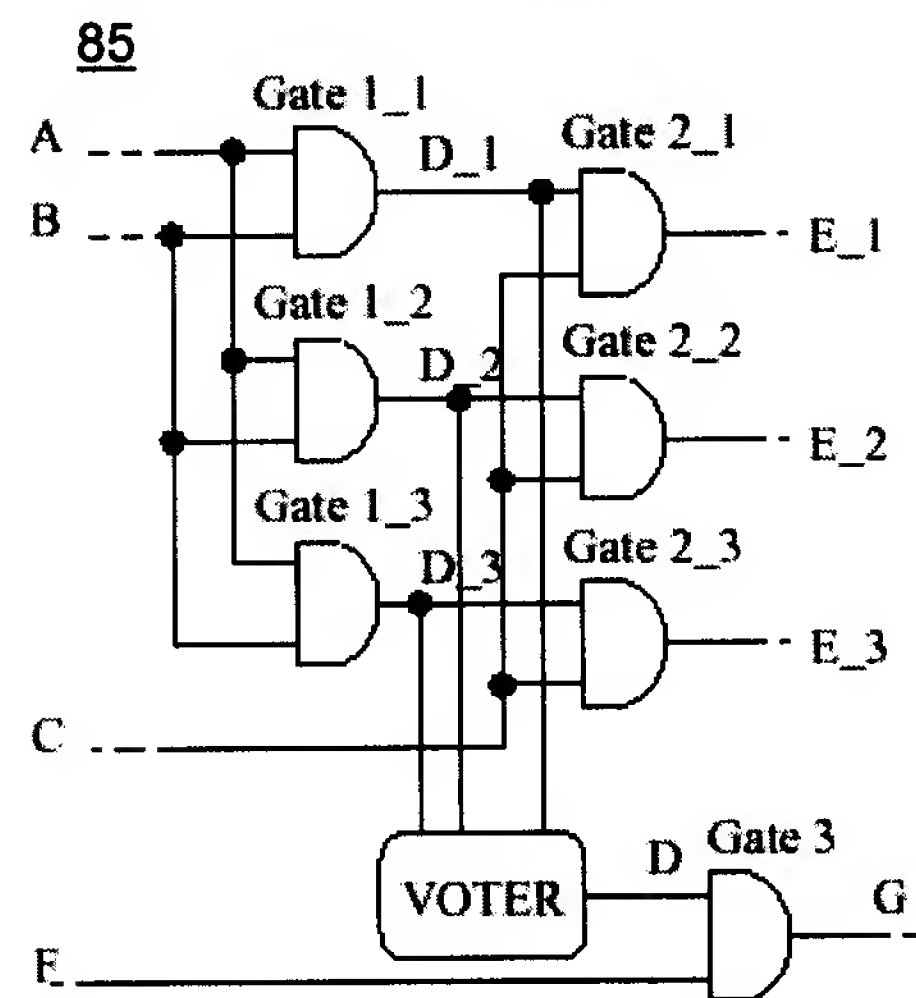 85
Gate 1_1
A
D_1
Gate 2_1
B
E_1
Gate 1_2
D_2
Gate 2_2
E_2
Gate 1_3
D_3
Gate 2_3
E_3
C
Gate 3
D
VOTER
G
F